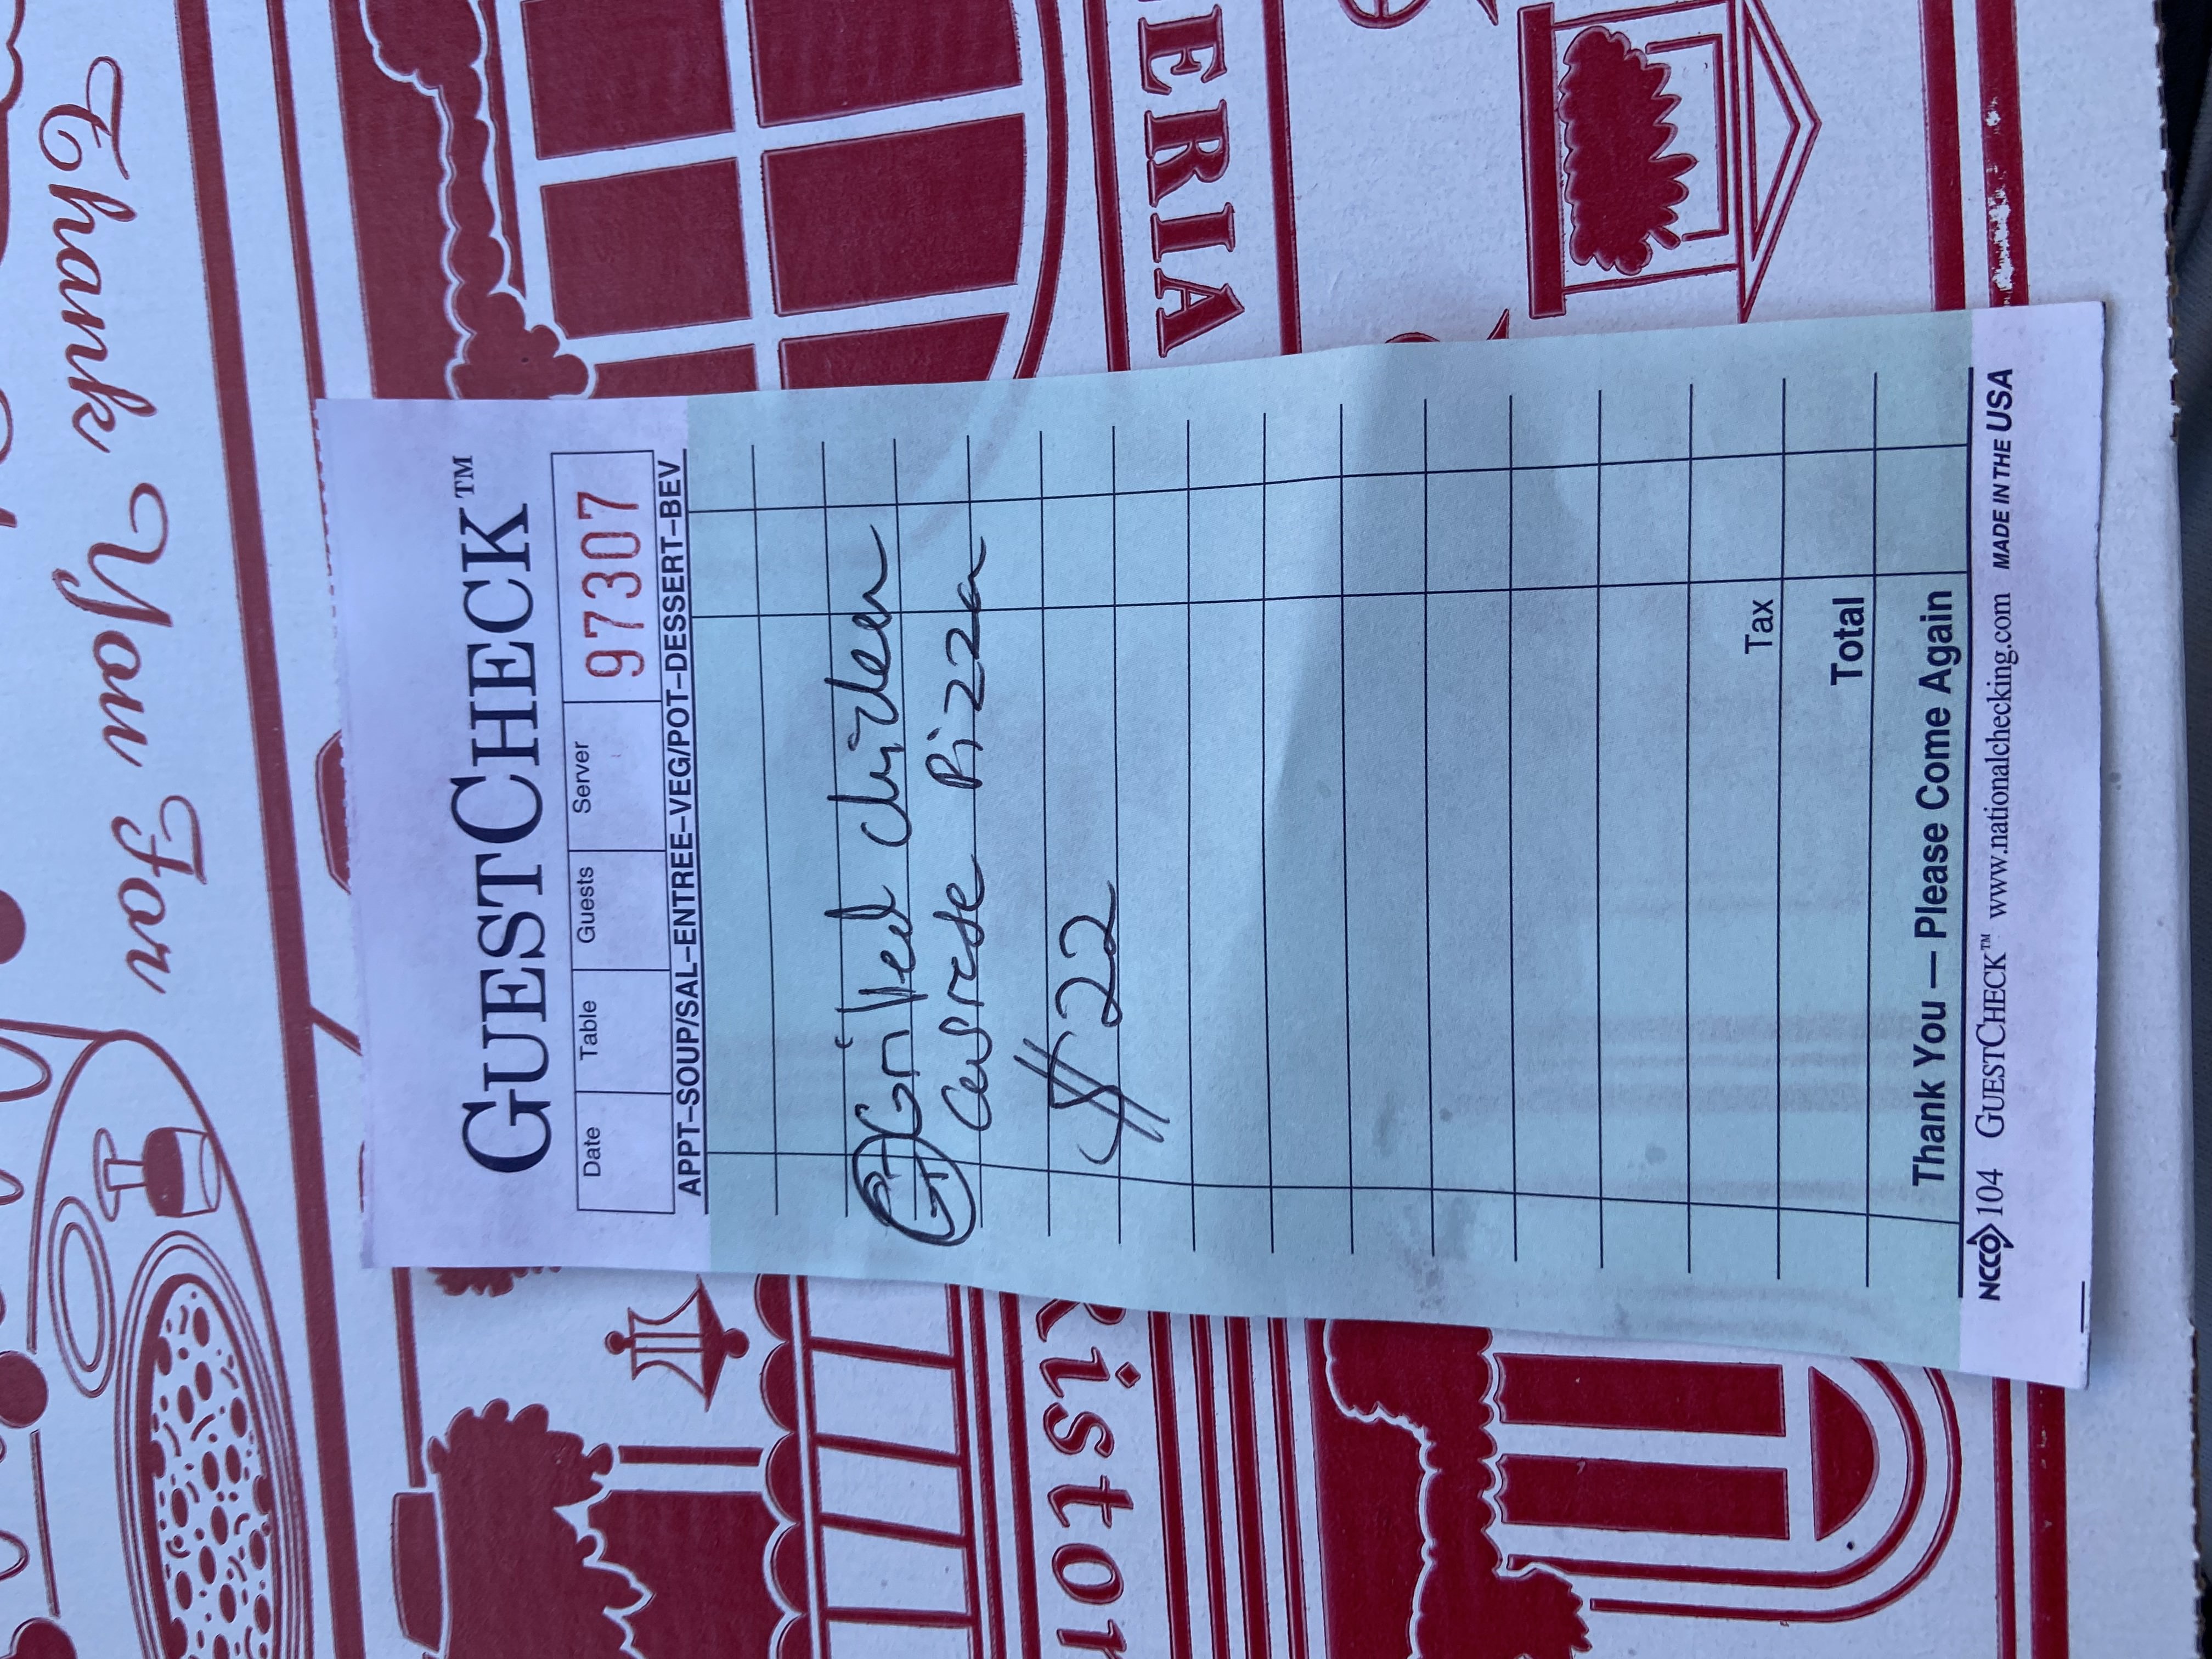 Thank You For
GUESTCHECK™
Date Table Guests Server 97307
APPT–SOUP/SAL–ENTREE–VEG/POT–DESSERT–BEV
Grilled chicken
Pizza
$22
Tax
Total
Thank You — Please Come Again
NCCO 104 GUESTCHECK™ www.nationalchecking.com MADE IN THE USA
Ristor
ERIA